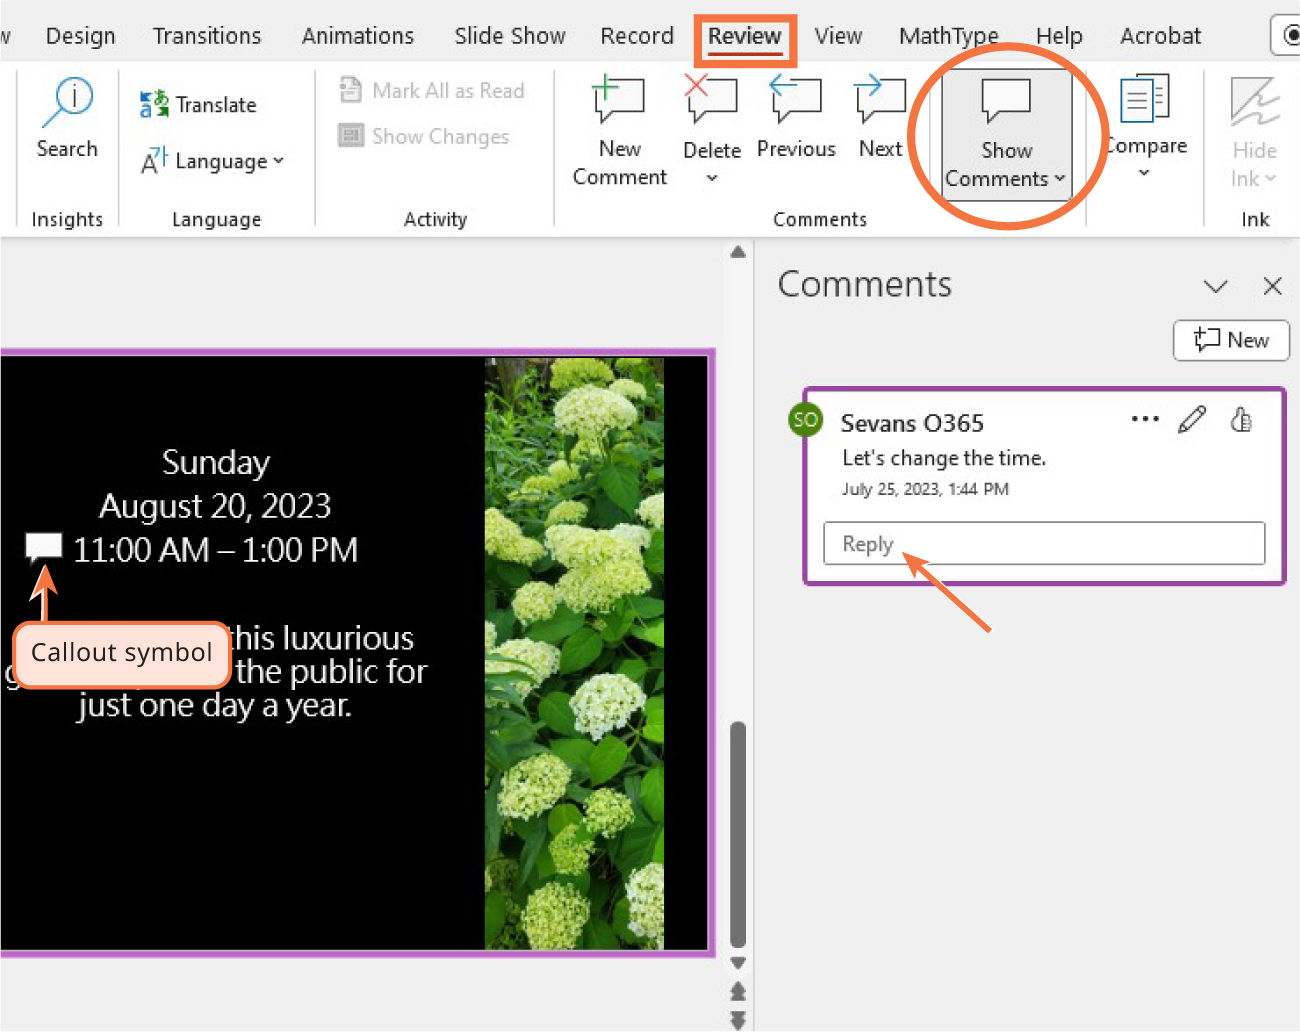 Design Transitions Animations Slide Show Record Review View MathType Help Acrobat
Search
Insights
Translate
Language
Language
Mark All as Read
Show Changes
Activity
New Comment
Delete
Previous
Next
Show Comments
Comments
Compare
Hide Ink
Ink
Sunday
August 20, 2023
11:00 AM – 1:00 PM
Callout symbol
this luxurious
the public for
just one day a year.
Comments
New
SO
Sevans O365
Let's change the time.
July 25, 2023, 1:44 PM
Reply